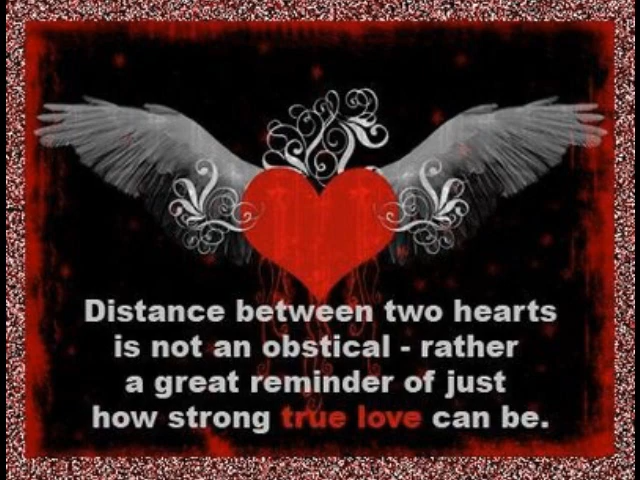 Distance between two hearts
is not an obstical - rather
a great reminder of just
how strong true love can be.